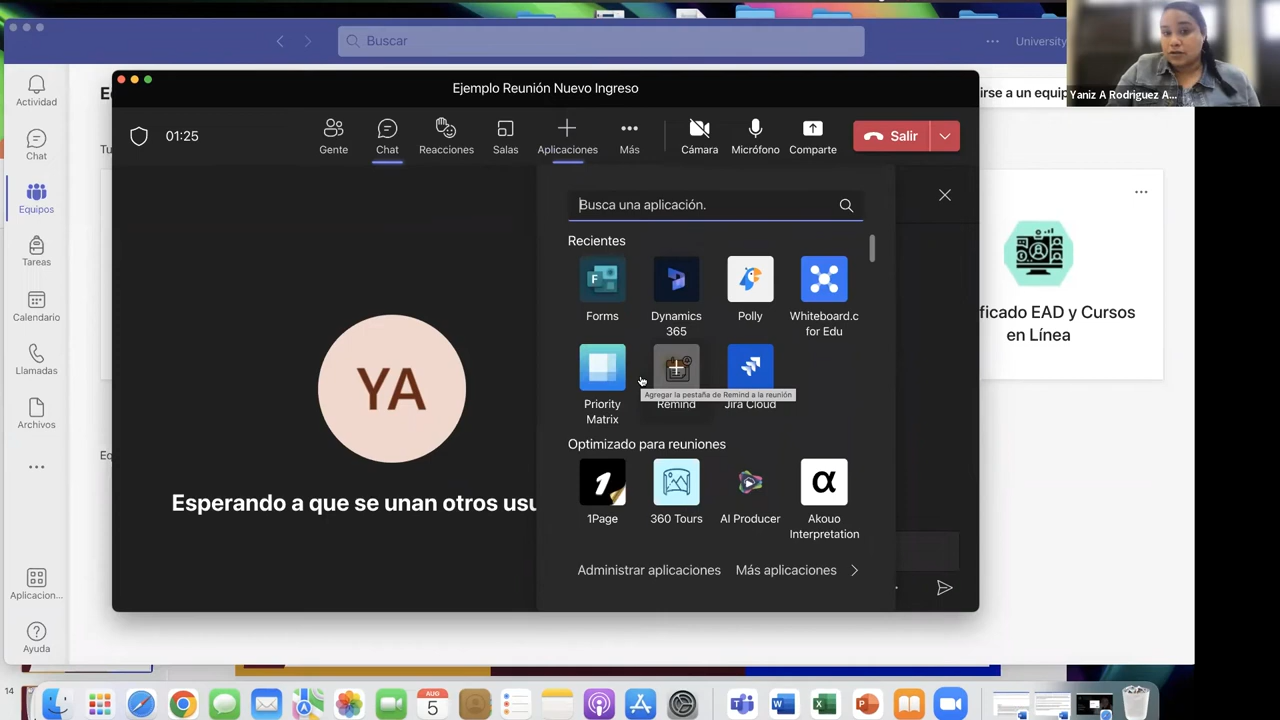 Buscar
University
Yaniz A Rodriguez A...
Actividad
Chat
Equipos
Tareas
Calendario
Llamadas
Archivos
Aplicacion...
Ayuda
Ejemplo Reunión Nuevo Ingreso
01:25
Gente
Chat
Reacciones
Salas
Aplicaciones
Más
Cámara
Micrófono
Comparte
Salir
irse a un equip
Tu
YA
Esperando a que se unan otros usu
Busca una aplicación.
Recientes
Forms
Dynamics
365
Polly
Whiteboard.c
for Edu
Priority
Matrix
Remind
Jira Cloud
Agregar la pestaña de Remind a la reunión
Optimizado para reuniones
1Page
360 Tours
AI Producer
α
Akouo
Interpretation
Administrar aplicaciones
Más aplicaciones
ficado EAD y Cursos
en Línea
14
AUG
5